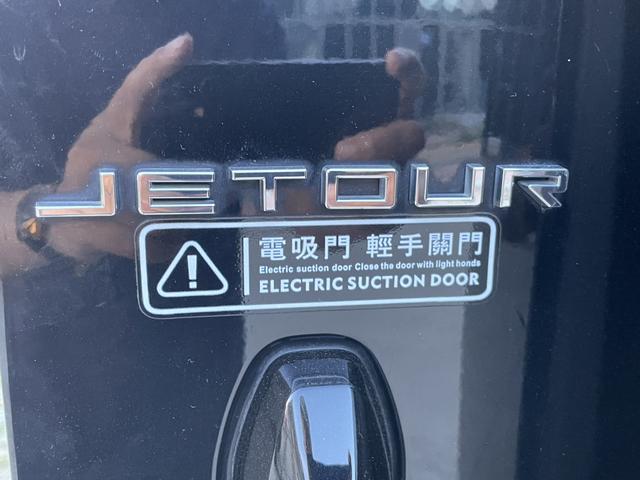 JETOUR
電吸門 輕手關門
Electric suction door Close the door with light honds
ELECTRIC SUCTION DOOR